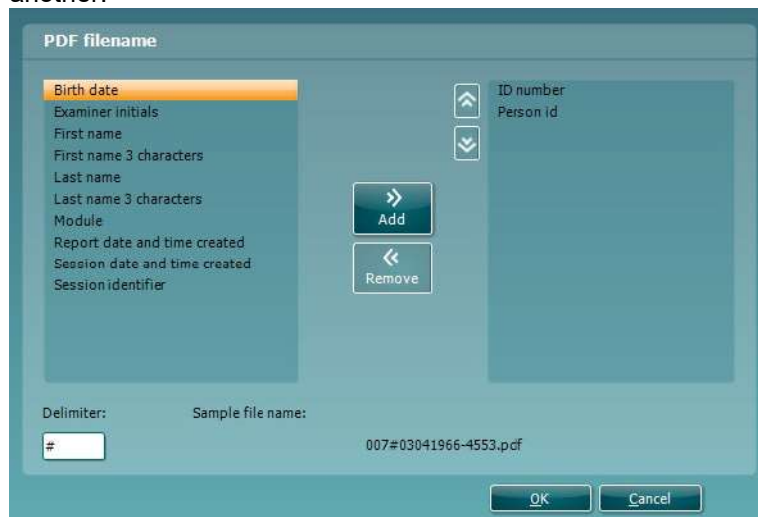 another.
PDF filename
Birth date
Examiner initials
First name
First name 3 characters
Last name
Last name 3 characters
Module
Report date and time created
Session date and time created
Session identifier
Add
Remove
ID number
Person id
Delimiter:
Sample file name:
#
007#03041966-4553.pdf
OK
Cancel